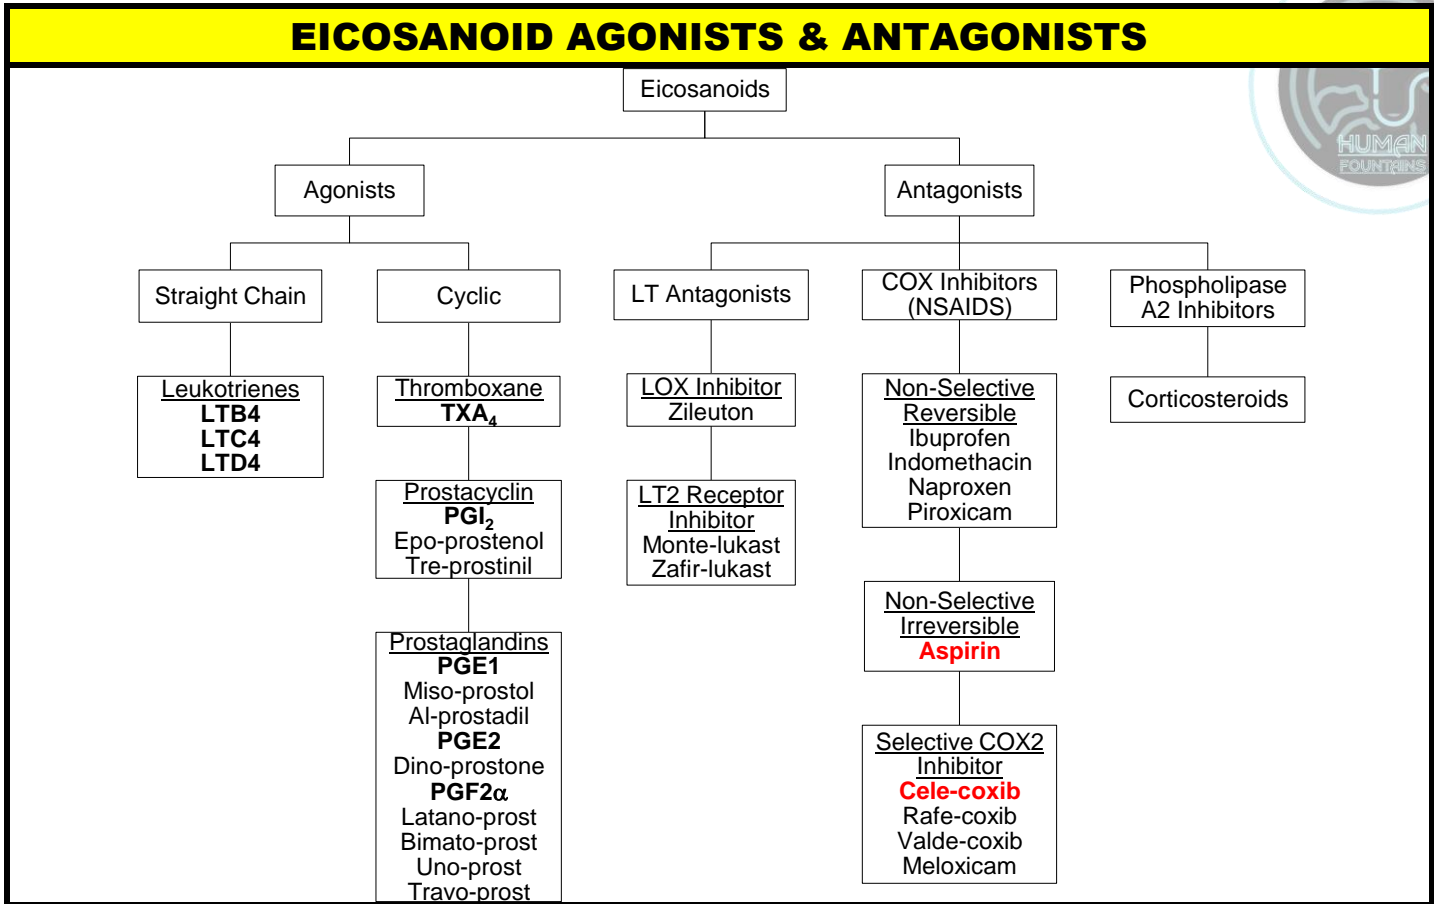 EICOSANOID AGONISTS & ANTAGONISTS
HUMAN
FOUNTAINS
Eicosanoids
Agonists
Antagonists
Straight Chain
Cyclic
LT Antagonists
COX Inhibitors
(NSAIDS)
Phospholipase
A2 Inhibitors
Leukotrienes
LTB4
LTC4
LTD4
Thromboxane
TXA₄
Prostacyclin
PGI₂
Epo-prostenol
Tre-prostinil
Prostaglandins
PGE1
Miso-prostol
Al-prostadil
PGE2
Dino-prostone
PGF2α
Latano-prost
Bimato-prost
Uno-prost
Travo-prost
LOX Inhibitor
Zileuton
LT2 Receptor
Inhibitor
Monte-lukast
Zafir-lukast
Non-Selective
Reversible
Ibuprofen
Indomethacin
Naproxen
Piroxicam
Non-Selective
Irreversible
Aspirin
Selective COX2
Inhibitor
Cele-coxib
Rafe-coxib
Valde-coxib
Meloxicam
Corticosteroids